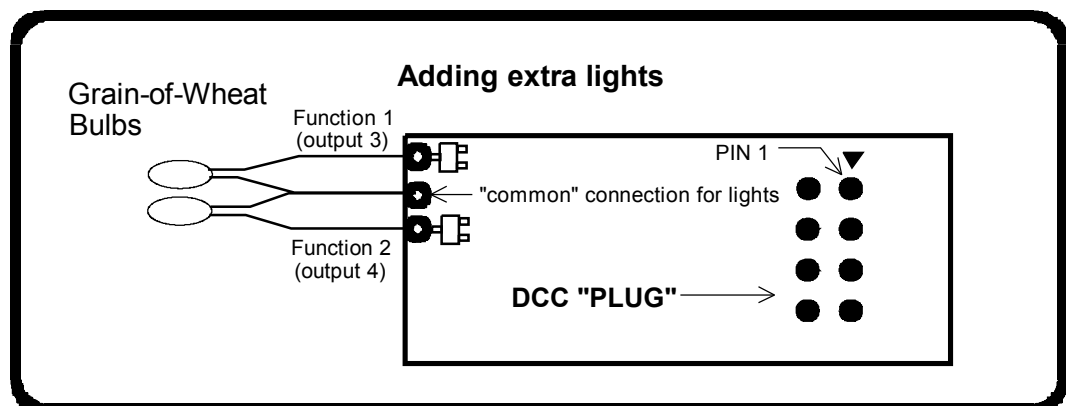 Adding extra lights
Grain-of-Wheat
Bulbs
Function 1
(output 3)
PIN 1
"common" connection for lights
Function 2
(output 4)
DCC "PLUG"